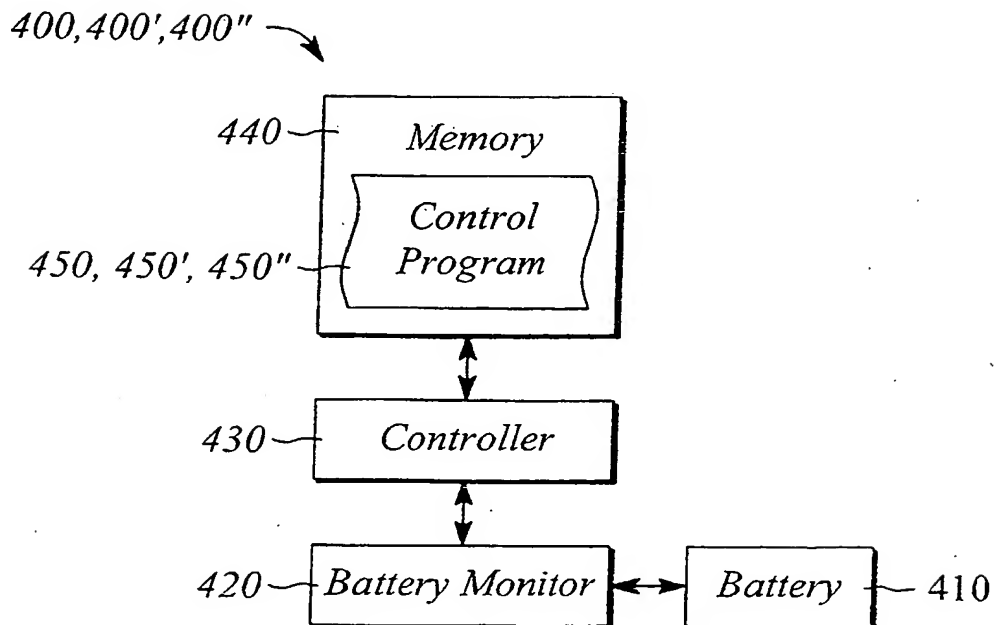 400,400',400"
440
Memory
Control
Program
450, 450', 450"
430
Controller
420
Battery Monitor
Battery
410